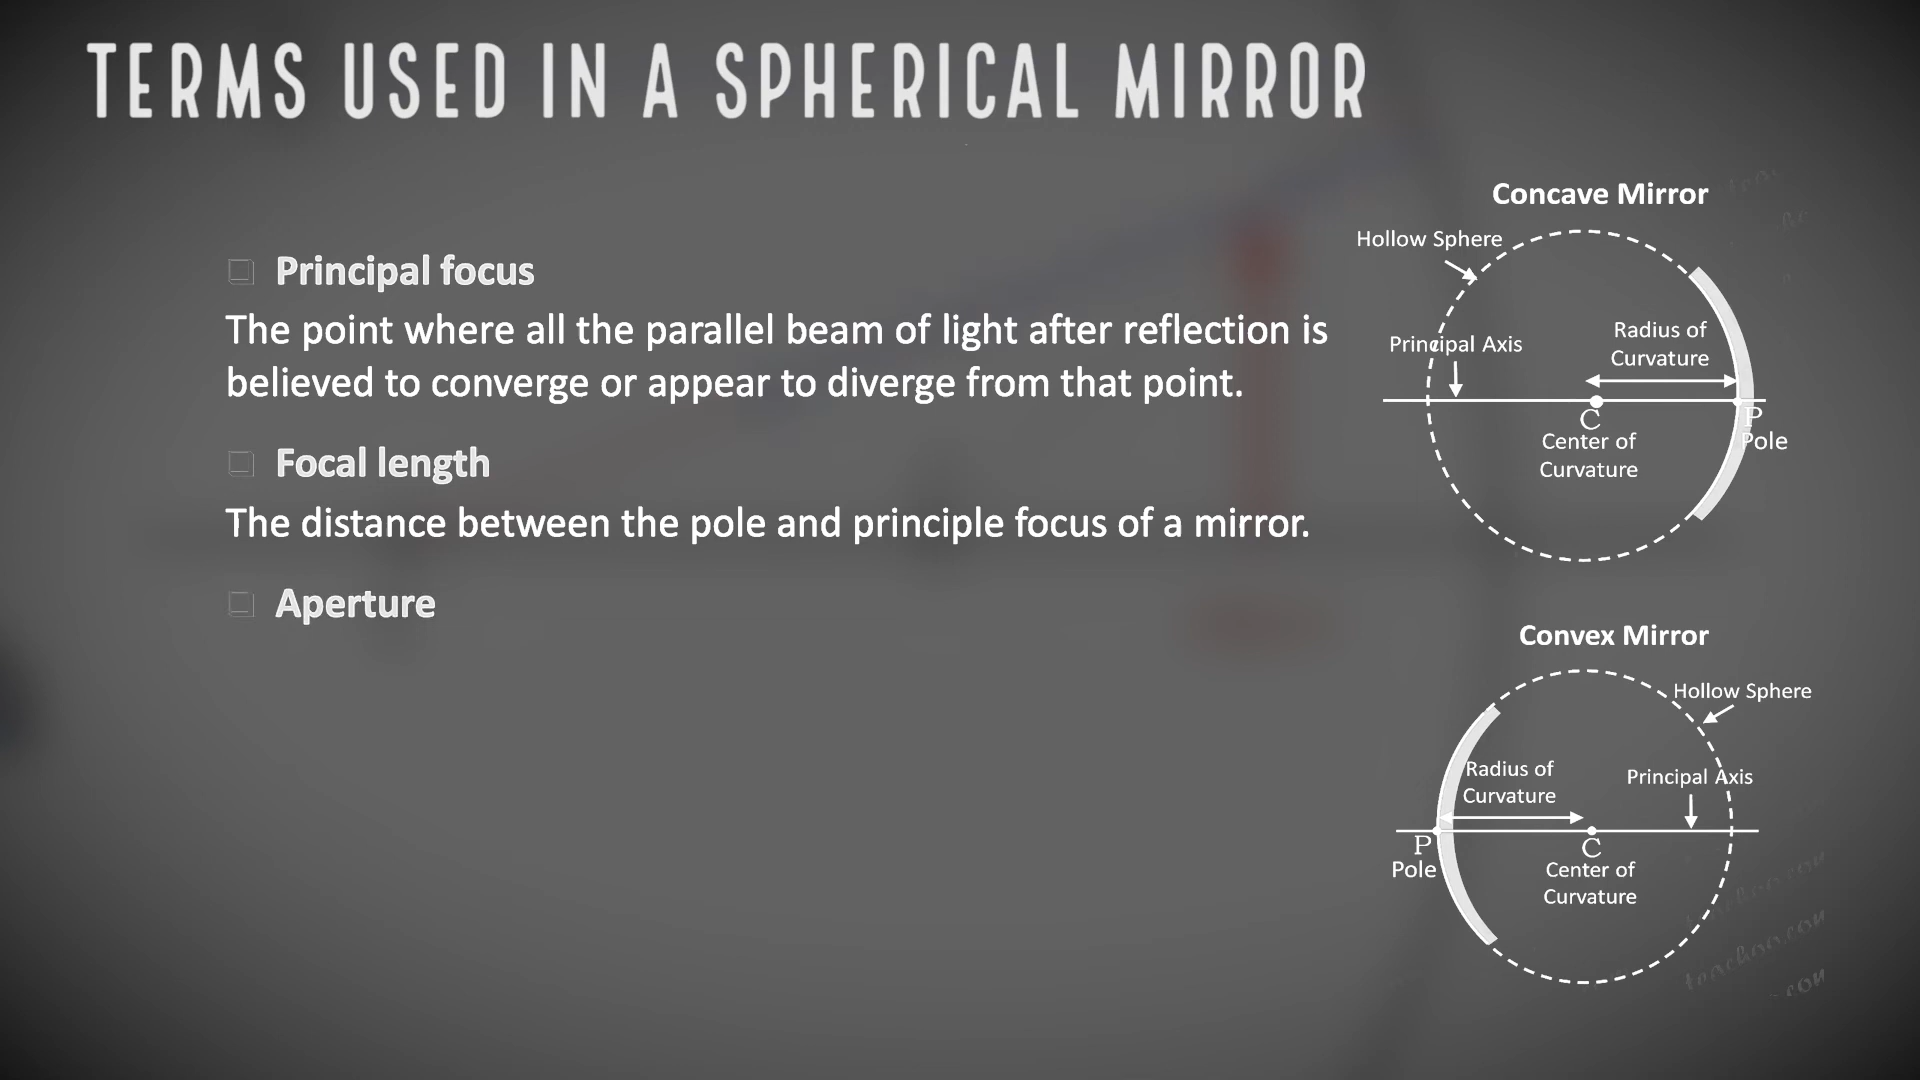 TERMS USED IN A SPHERICAL MIRROR
Principal focus
The point where all the parallel beam of light after reflection is
believed to converge or appear to diverge from that point.
Focal length
The distance between the pole and principle focus of a mirror.
Aperture
Concave Mirror
Hollow Sphere
Principal Axis
Radius of
Curvature
C
Center of
Curvature
P
Pole
Convex Mirror
Hollow Sphere
Radius of
Curvature
Principal Axis
P
Pole
C
Center of
Curvature
teachoo.com